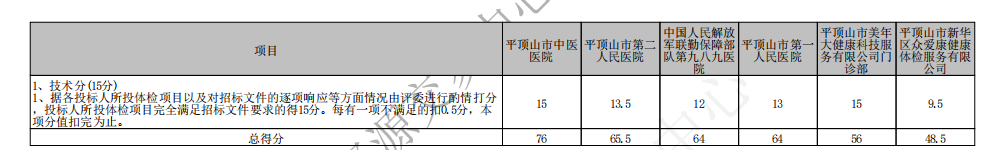 项目
平顶山市中医
医院
平顶山市第二
人民医院
中国人民解放
军联勤保障部
队第九八九医
院
平顶山市第一
人民医院
平顶山市美年
大健康科技服
务有限公司门
诊部
平顶山市新华
区众爱康健康
体检服务有限
公司
1、技术分(15分)
1、据各投标人所投体检项目以及对招标文件的逐项响应等方面情况由评委进行酌情打分
，投标人所投体检项目完全满足招标文件要求的得15分。每有一项不满足的扣0.5分，本
项分值扣完为止。
15
13.5
12
13
15
9.5
总得分
76
65.5
64
64
56
48.5